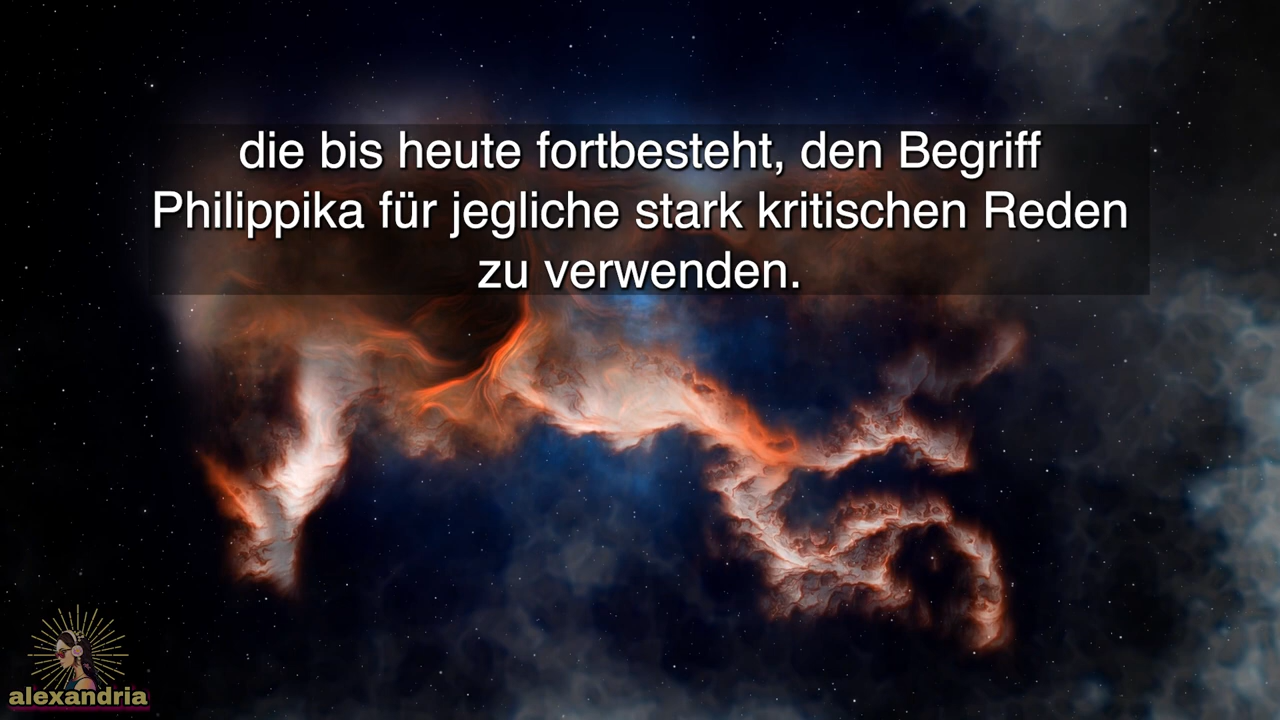 die bis heute fortbesteht, den Begriff
Philippika für jegliche stark kritischen Reden
zu verwenden.
alexandria